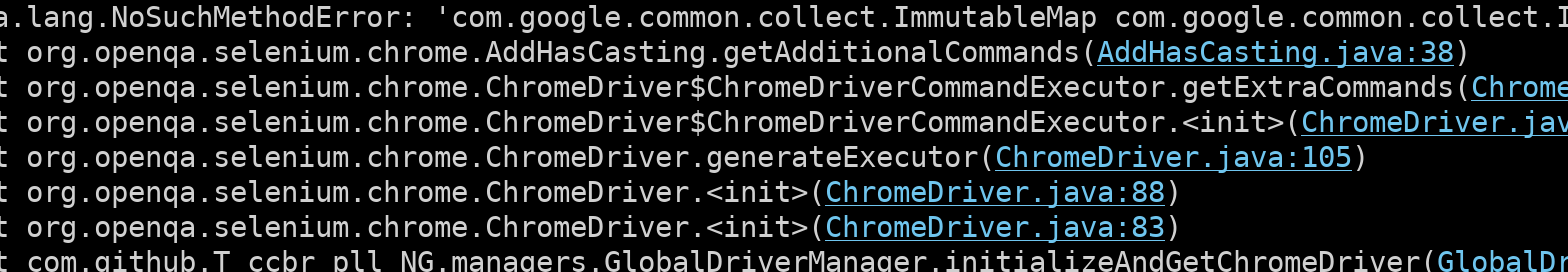 a.lang.NoSuchMethodError: 'com.google.common.collect.ImmutableMap com.google.common.collect.I
t org.openqa.selenium.chrome.AddHasCasting.getAdditionalCommands(AddHasCasting.java:38)
t org.openqa.selenium.chrome.ChromeDriver$ChromeDriverCommandExecutor.getExtraCommands(Chrome
t org.openqa.selenium.chrome.ChromeDriver$ChromeDriverCommandExecutor.<init>(ChromeDriver.jav
t org.openqa.selenium.chrome.ChromeDriver.generateExecutor(ChromeDriver.java:105)
t org.openqa.selenium.chrome.ChromeDriver.<init>(ChromeDriver.java:88)
t org.openqa.selenium.chrome.ChromeDriver.<init>(ChromeDriver.java:83)
t com.github.T_ccbr_pll_NG.managers.GlobalDriverManager.initializeAndGetChromeDriver(GlobalDr